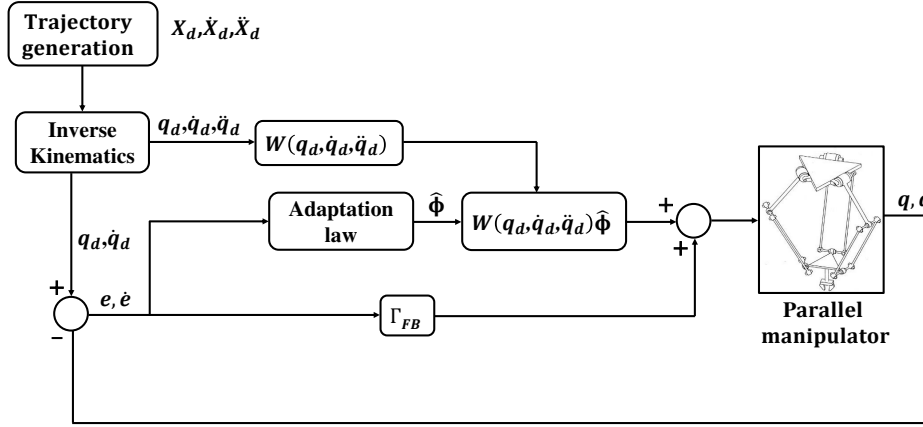 Trajectory
generation
X_d,Ẋ_d,Ẍ_d
Inverse
Kinematics
q_d,q̇_d,q̈_d
W(q_d,q̇_d,q̈_d)
Adaptation
law
Φ̂
W(q_d,q̇_d,q̈_d)Φ̂
+
+
q,
q_d,q̇_d
+
−
e,ė
Γ_FB
Parallel
manipulator